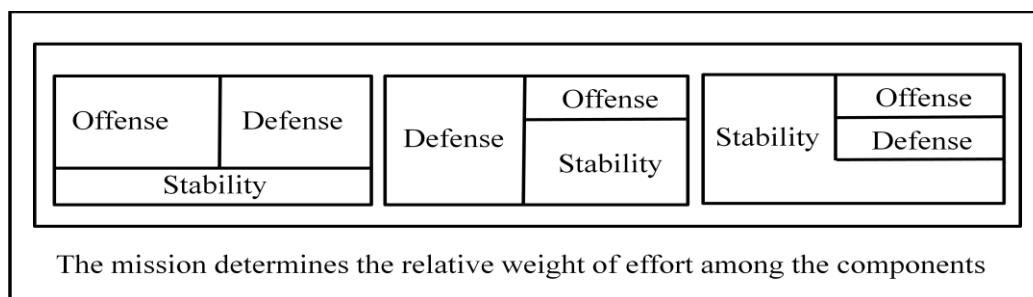 Offense
Defense
Stability
Defense
Offense
Stability
Stability
Offense
Defense
The mission determines the relative weight of effort among the components